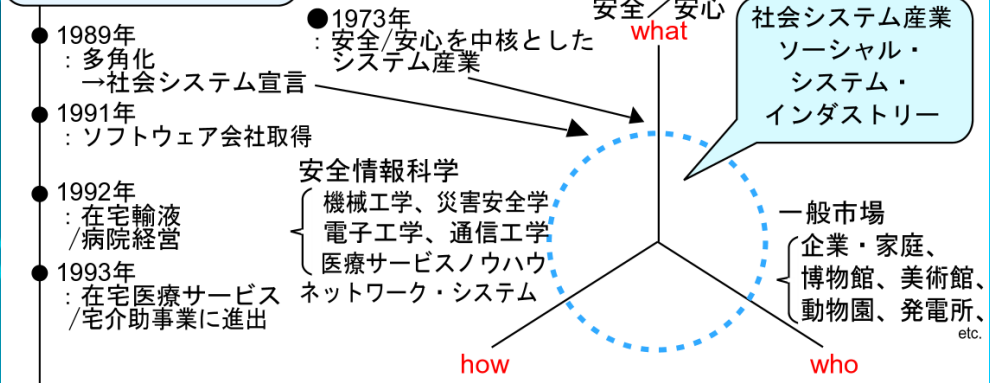 1989年
：多角化
→社会システム宣言
1991年
：ソフトウェア会社取得
1992年
：在宅輸液
/病院経営
1993年
：在宅医療サービス
/宅介助事業に進出
●1973年
：安全/安心を中核とした
システム産業
安全／安心
what
社会システム産業
ソーシャル・
システム・
インダストリー
安全情報科学
機械工学、災害安全学
電子工学、通信工学
医療サービスノウハウ
ネットワーク・システム
一般市場
企業・家庭、
博物館、美術館、
動物園、発電所、
etc.
how
who